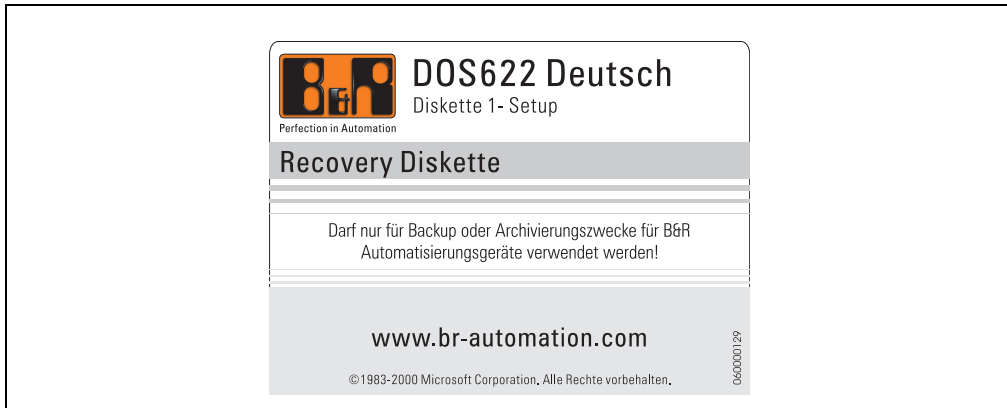 B&R
DOS622 Deutsch
Diskette 1- Setup
Perfection in Automation
Recovery Diskette
Darf nur für Backup oder Archivierungszwecke für B&R
Automatisierungsgeräte verwendet werden!
www.br-automation.com
©1983-2000 Microsoft Corporation. Alle Rechte vorbehalten.
060000129